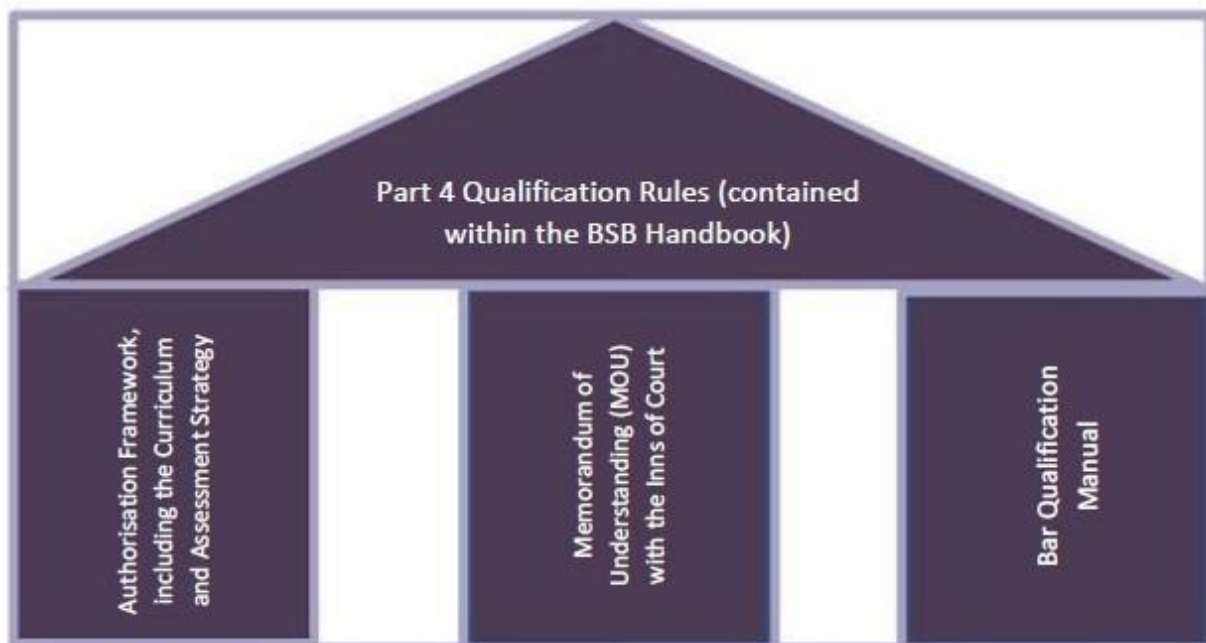 Part 4 Qualification Rules (contained
within the BSB Handbook)
Authorisation Framework,
including the Curriculum
and Assessment Strategy
Memorandum of
Understanding (MOU)
with the Inns of Court
Bar Qualification
Manual